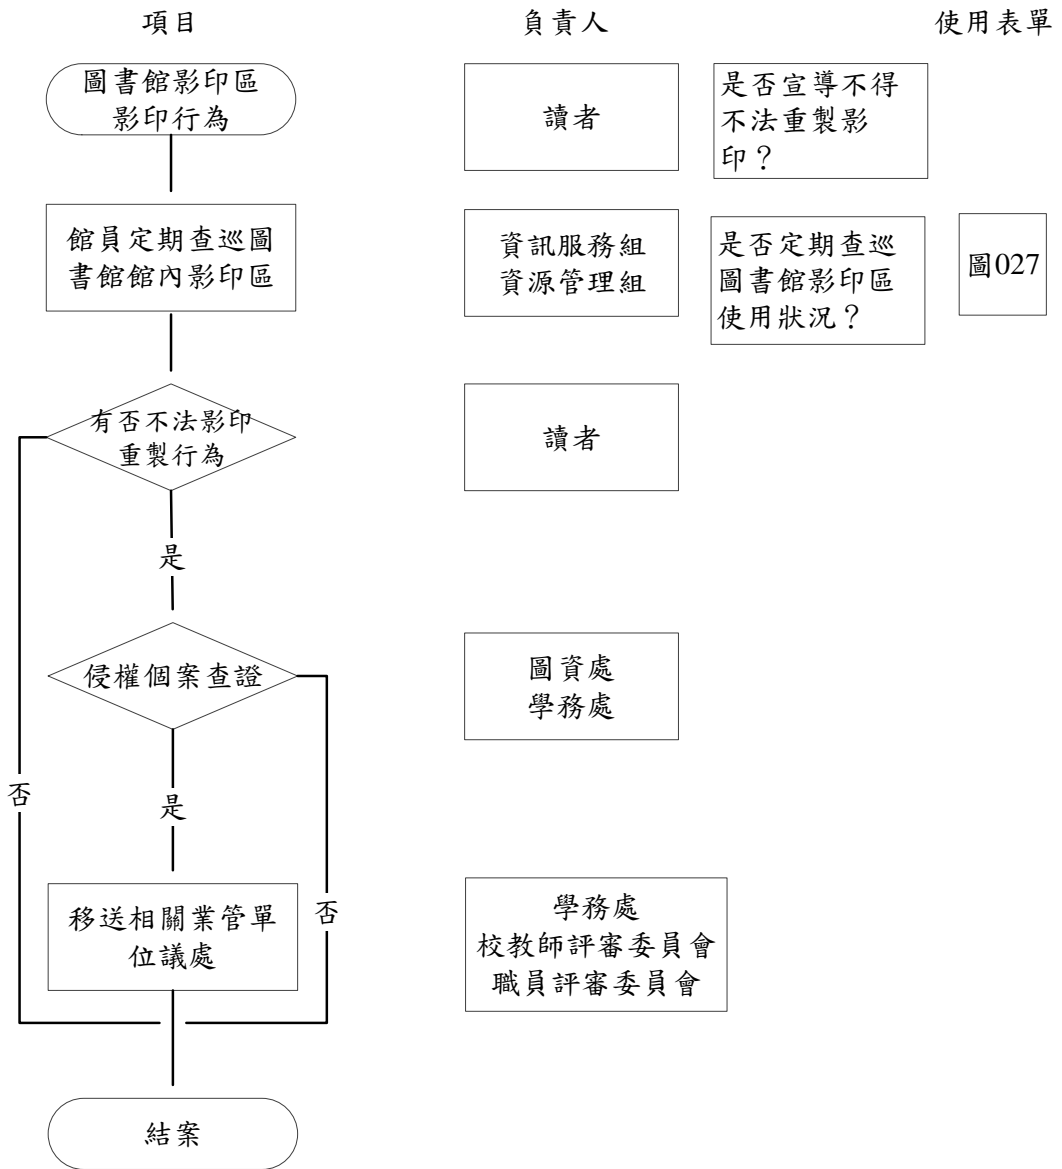 項目
負責人
使用表單
圖書館影印區
影印行為
讀者
是否宣導不得
不法重製影
印？
館員定期查巡圖
書館館內影印區
資訊服務組
資源管理組
是否定期查巡
圖書館影印區
使用狀況？
圖027
有否不法影印
重製行為
讀者
是
侵權個案查證
圖資處
學務處
否
是
移送相關業管單
位議處
否
學務處
校教師評審委員會
職員評審委員會
結案